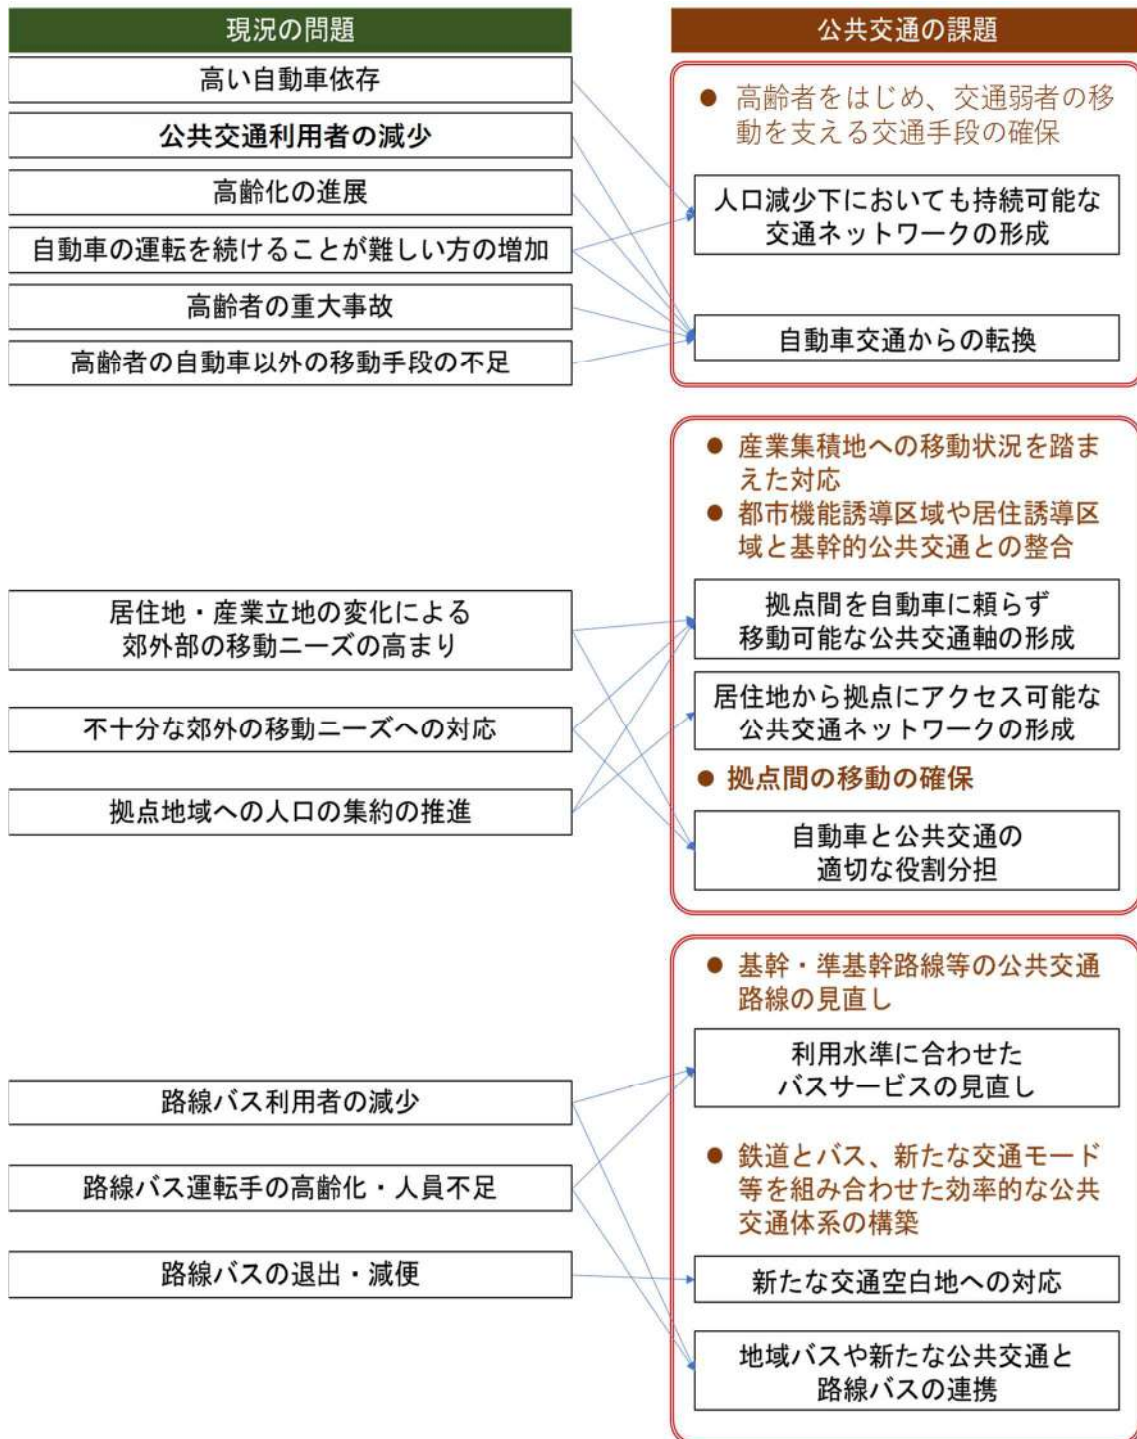 現況の問題
高い自動車依存
公共交通利用者の減少
高齢化の進展
自動車の運転を続けることが難しい方の増加
高齢者の重大事故
高齢者の自動車以外の移動手段の不足
居住地・産業立地の変化による
郊外部の移動ニーズの高まり
不十分な郊外の移動ニーズへの対応
拠点地域への人口の集約の推進
路線バス利用者の減少
路線バス運転手の高齢化・人員不足
路線バスの退出・減便
公共交通の課題
● 高齢者をはじめ、交通弱者の移
動を支える交通手段の確保
人口減少下においても持続可能な
交通ネットワークの形成
自動車交通からの転換
● 産業集積地への移動状況を踏ま
えた対応
● 都市機能誘導区域や居住誘導区
域と基幹的公共交通との整合
拠点間を自動車に頼らず
移動可能な公共交通軸の形成
居住地から拠点にアクセス可能な
公共交通ネットワークの形成
● 拠点間の移動の確保
自動車と公共交通の
適切な役割分担
● 基幹・準基幹路線等の公共交通
路線の見直し
利用水準に合わせた
バスサービスの見直し
● 鉄道とバス、新たな交通モード
等を組み合わせた効率的な公共
交通体系の構築
新たな交通空白地への対応
地域バスや新たな公共交通と
路線バスの連携